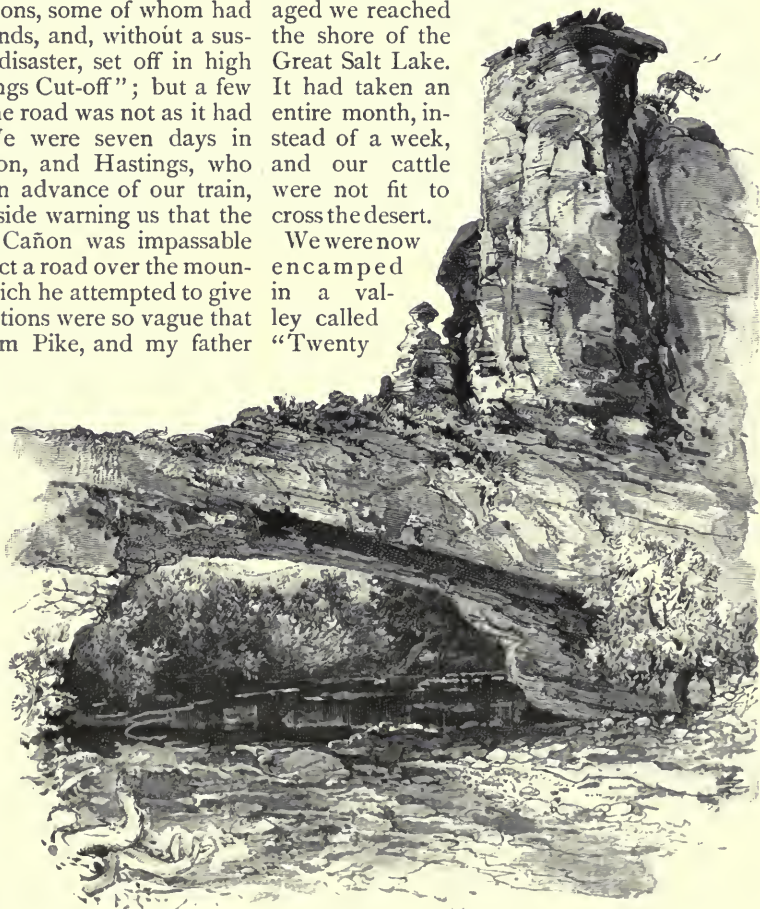 ons, some of whom had
nds, and, without a sus-
disaster, set off in high
ngs Cut-off"; but a few
e road was not as it had
We were seven days in
on, and Hastings, who
n advance of our train,
side warning us that the
Cañon was impassable
ct a road over the moun-
ich he attempted to give
tions were so vague that
m Pike, and my father
aged we reached
the shore of the
Great Salt Lake.
It had taken an
entire month, in-
stead of a week,
and our cattle
were not fit to
cross the desert.
We were now
encamped
in a val-
ley called
"Twenty